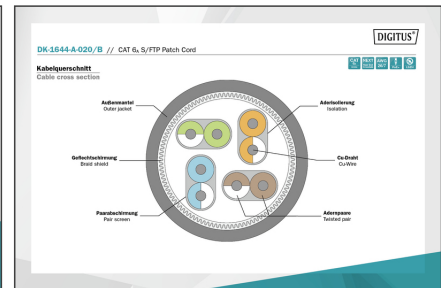 DIGITUS®
DK-1644-A-020/B // CAT 6A S/FTP Patch Cord
Kabelquerschnitt
Cable cross section
Außenmantel
Outer jacket
Aderisolierung
Isolation
Geflechtschirmung
Braid shield
Cu-Draht
Cu-Wire
Paarabschirmung
Pair screen
Adernpaare
Twisted pair